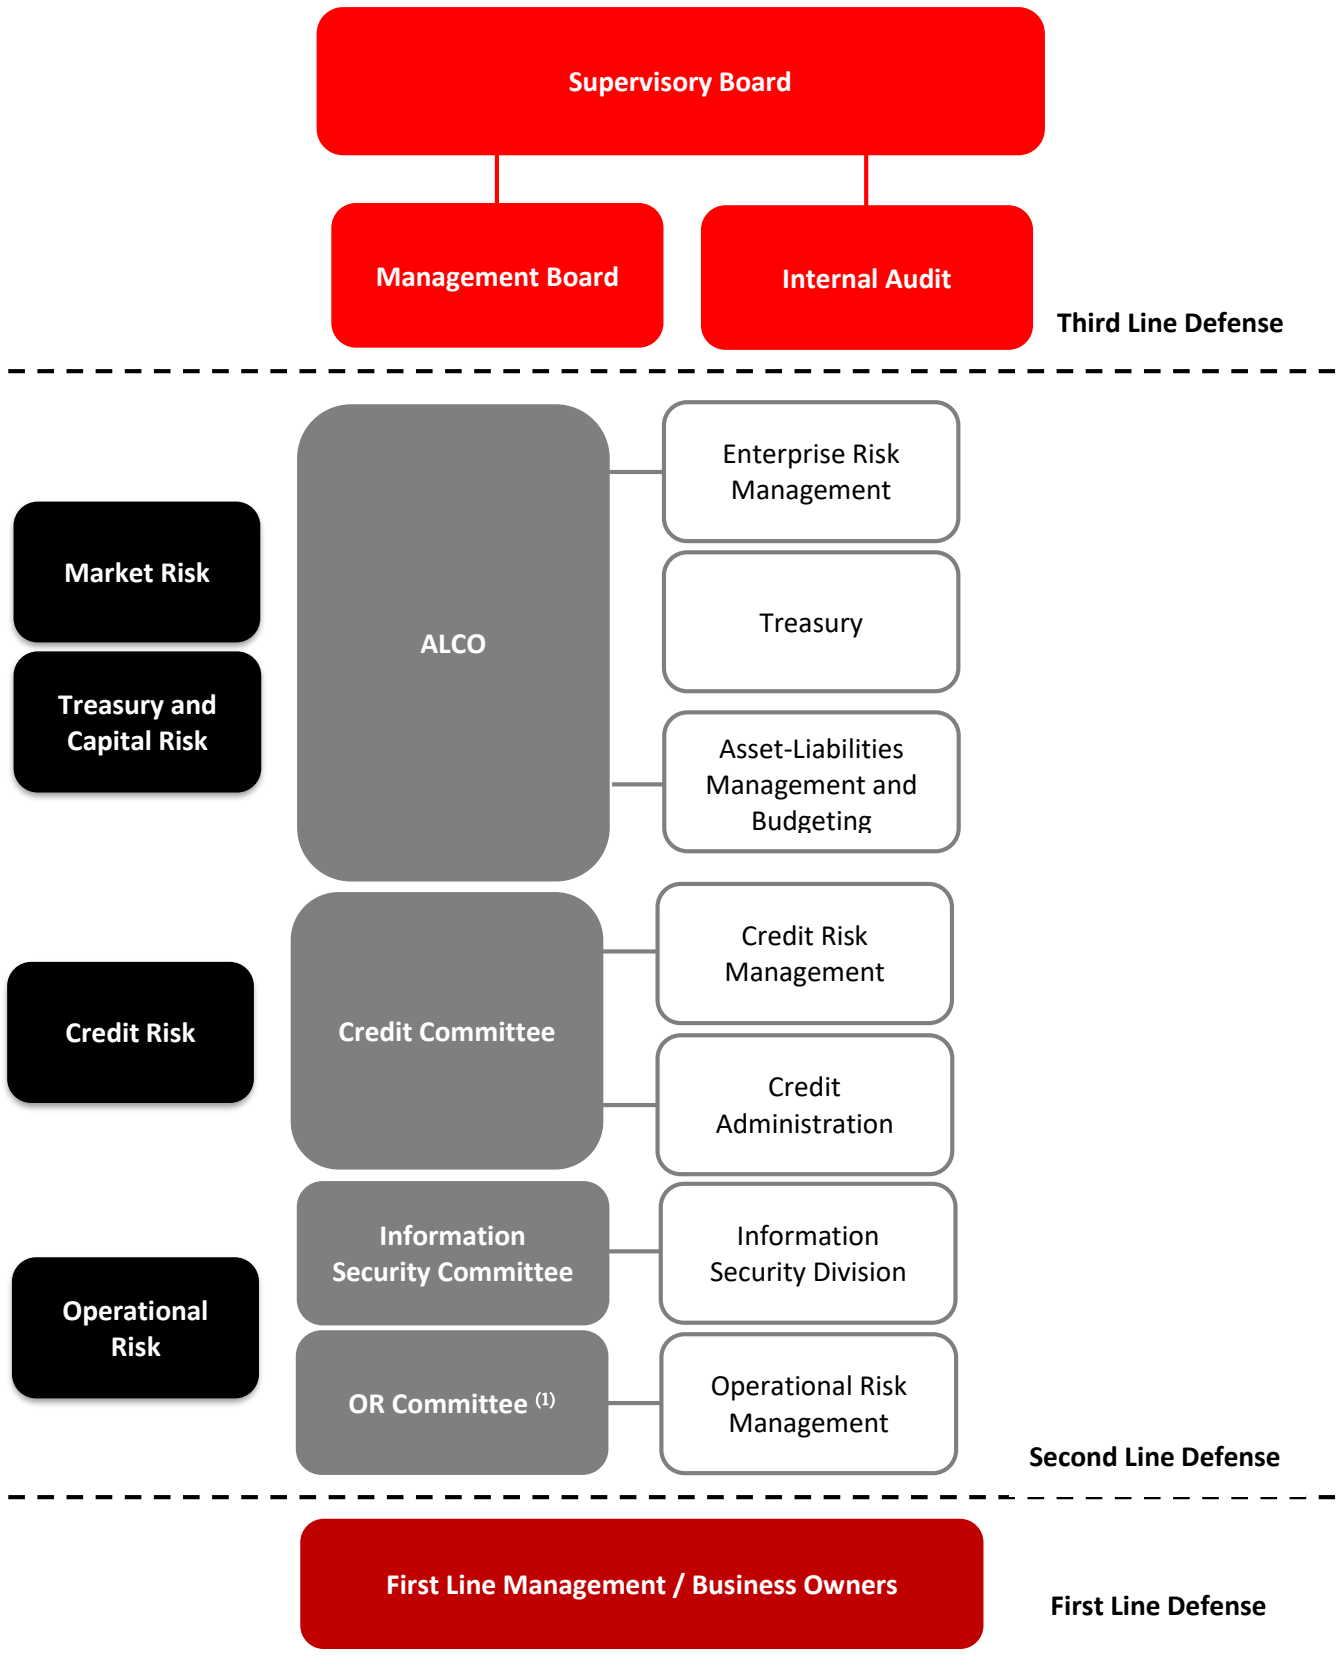 Supervisory Board
Management Board
Internal Audit
Third Line Defense
Market Risk
Treasury and
Capital Risk
ALCO
Enterprise Risk
Management
Treasury
Asset-Liabilities
Management and
Budgeting
Credit Risk
Credit Committee
Credit Risk
Management
Credit
Administration
Operational
Risk
Information
Security Committee
Information
Security Division
OR Committee (1)
Operational Risk
Management
Second Line Defense
First Line Management / Business Owners
First Line Defense